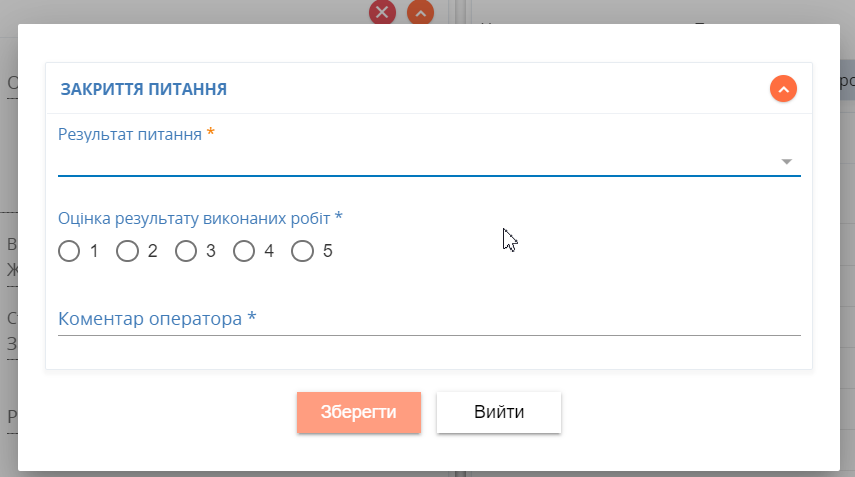 ЗАКРИТТЯ ПИТАННЯ
Результат питання *
Оцінка результату виконаних робіт *
1 2 3 4 5
Коментар оператора *
Зберегти Вийти